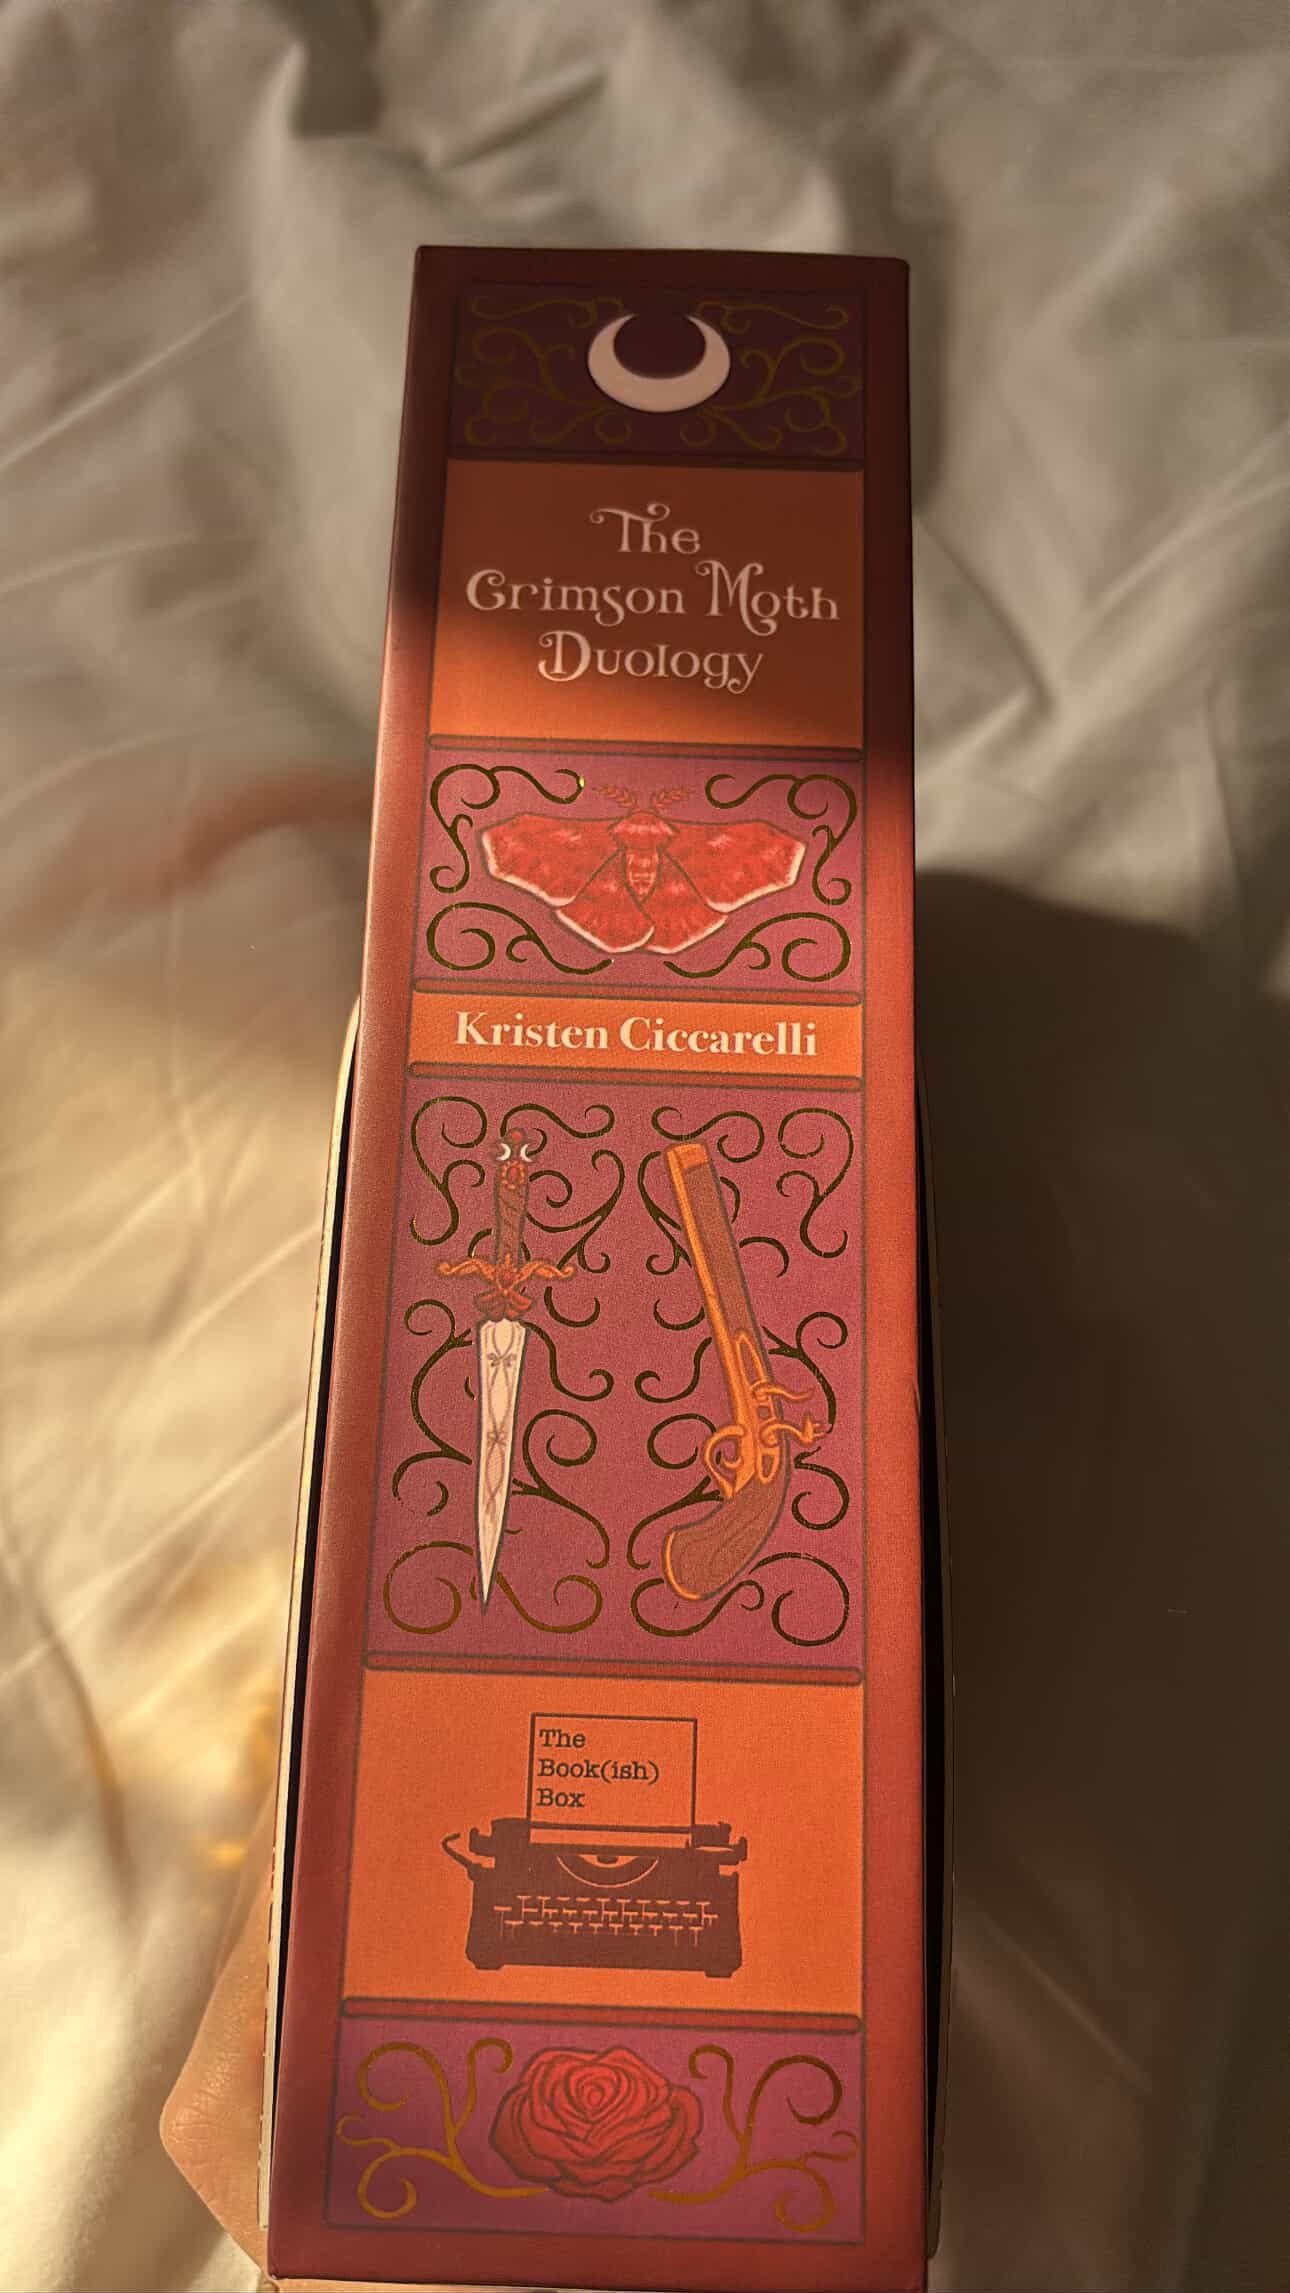 The
Crimson Moth
Duology
Kristen Ciccarelli
The
Book(ish)
Box